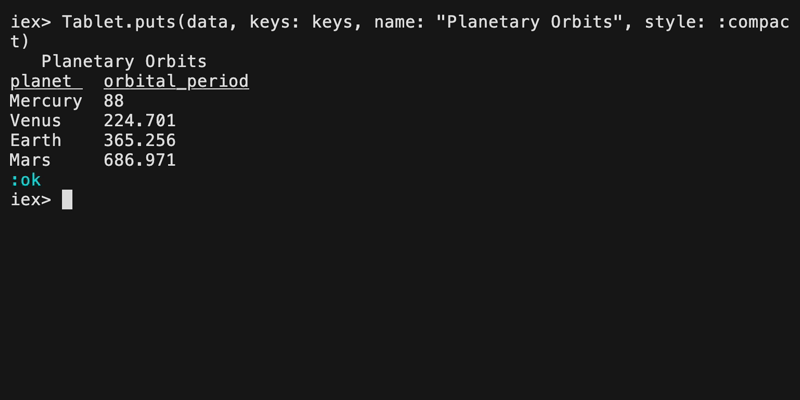 iex> Tablet.puts(data, keys: keys, name: "Planetary Orbits", style: :compac
t)
Planetary Orbits
planet orbital_period
Mercury 88
Venus 224.701
Earth 365.256
Mars 686.971
:ok
iex>